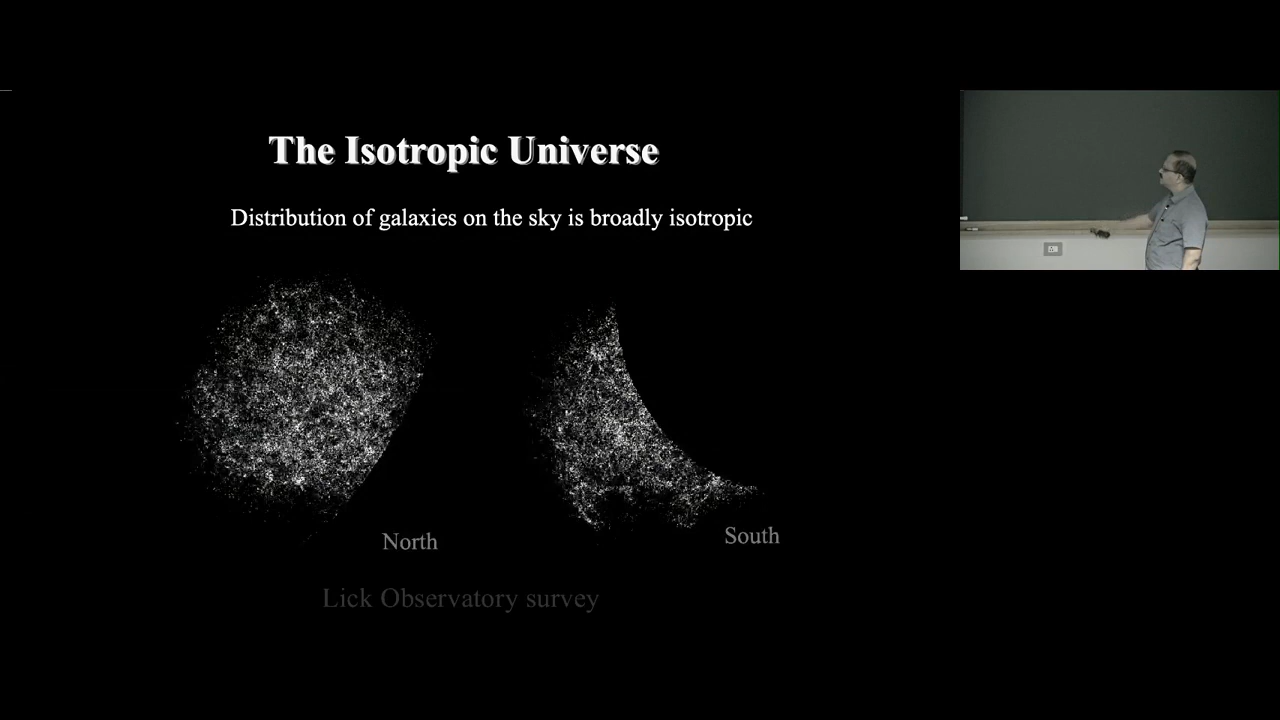 The Isotropic Universe
Distribution of galaxies on the sky is broadly isotropic
North
South
Lick Observatory survey